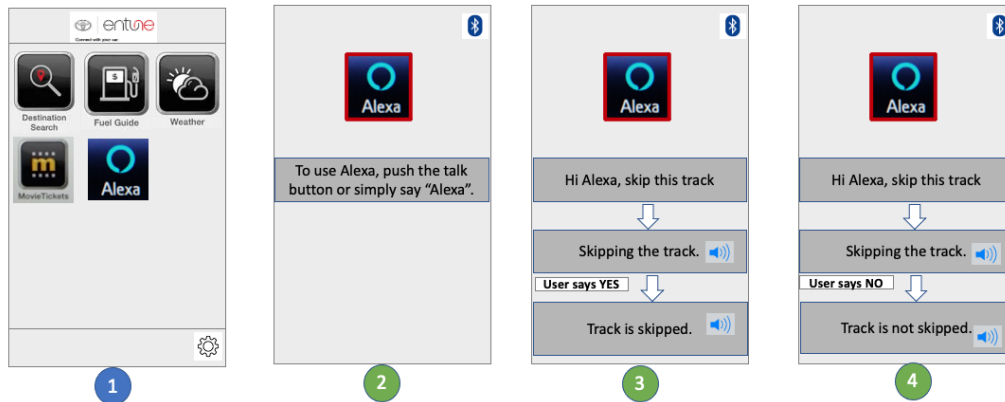 entune
Connect with your car
Destination
Search
Fuel Guide
Weather
m
MovieTickets
Alexa
1
Alexa
To use Alexa, push the talk
button or simply say “Alexa”.
2
Alexa
Hi Alexa, skip this track
Skipping the track.
User says YES
Track is skipped.
3
Alexa
Hi Alexa, skip this track
Skipping the track.
User says NO
Track is not skipped.
4